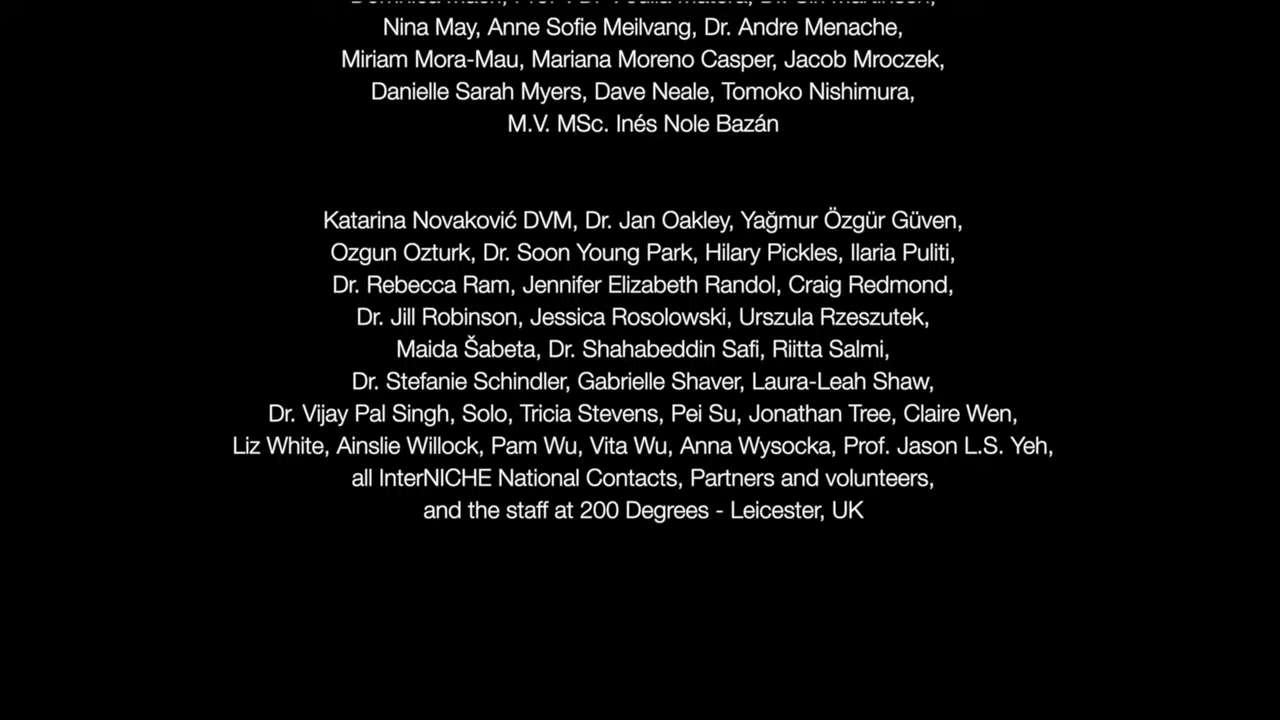 Nina May, Anne Sofie Meilvang, Dr. Andre Menache,
Miriam Mora-Mau, Mariana Moreno Casper, Jacob Mroczek,
Danielle Sarah Myers, Dave Neale, Tomoko Nishimura,
M.V. MSc. Inés Nole Bazán
Katarina Novaković DVM, Dr. Jan Oakley, Yağmur Özgür Güven,
Ozgun Ozturk, Dr. Soon Young Park, Hilary Pickles, Ilaria Puliti,
Dr. Rebecca Ram, Jennifer Elizabeth Randol, Craig Redmond,
Dr. Jill Robinson, Jessica Rosolowski, Urszula Rzeszutek,
Maida Šabeta, Dr. Shahabeddin Safi, Riitta Salmi,
Dr. Stefanie Schindler, Gabrielle Shaver, Laura-Leah Shaw,
Dr. Vijay Pal Singh, Solo, Tricia Stevens, Pei Su, Jonathan Tree, Claire Wen,
Liz White, Ainslie Willock, Pam Wu, Vita Wu, Anna Wysocka, Prof. Jason L.S. Yeh,
all InterNICHE National Contacts, Partners and volunteers,
and the staff at 200 Degrees - Leicester, UK